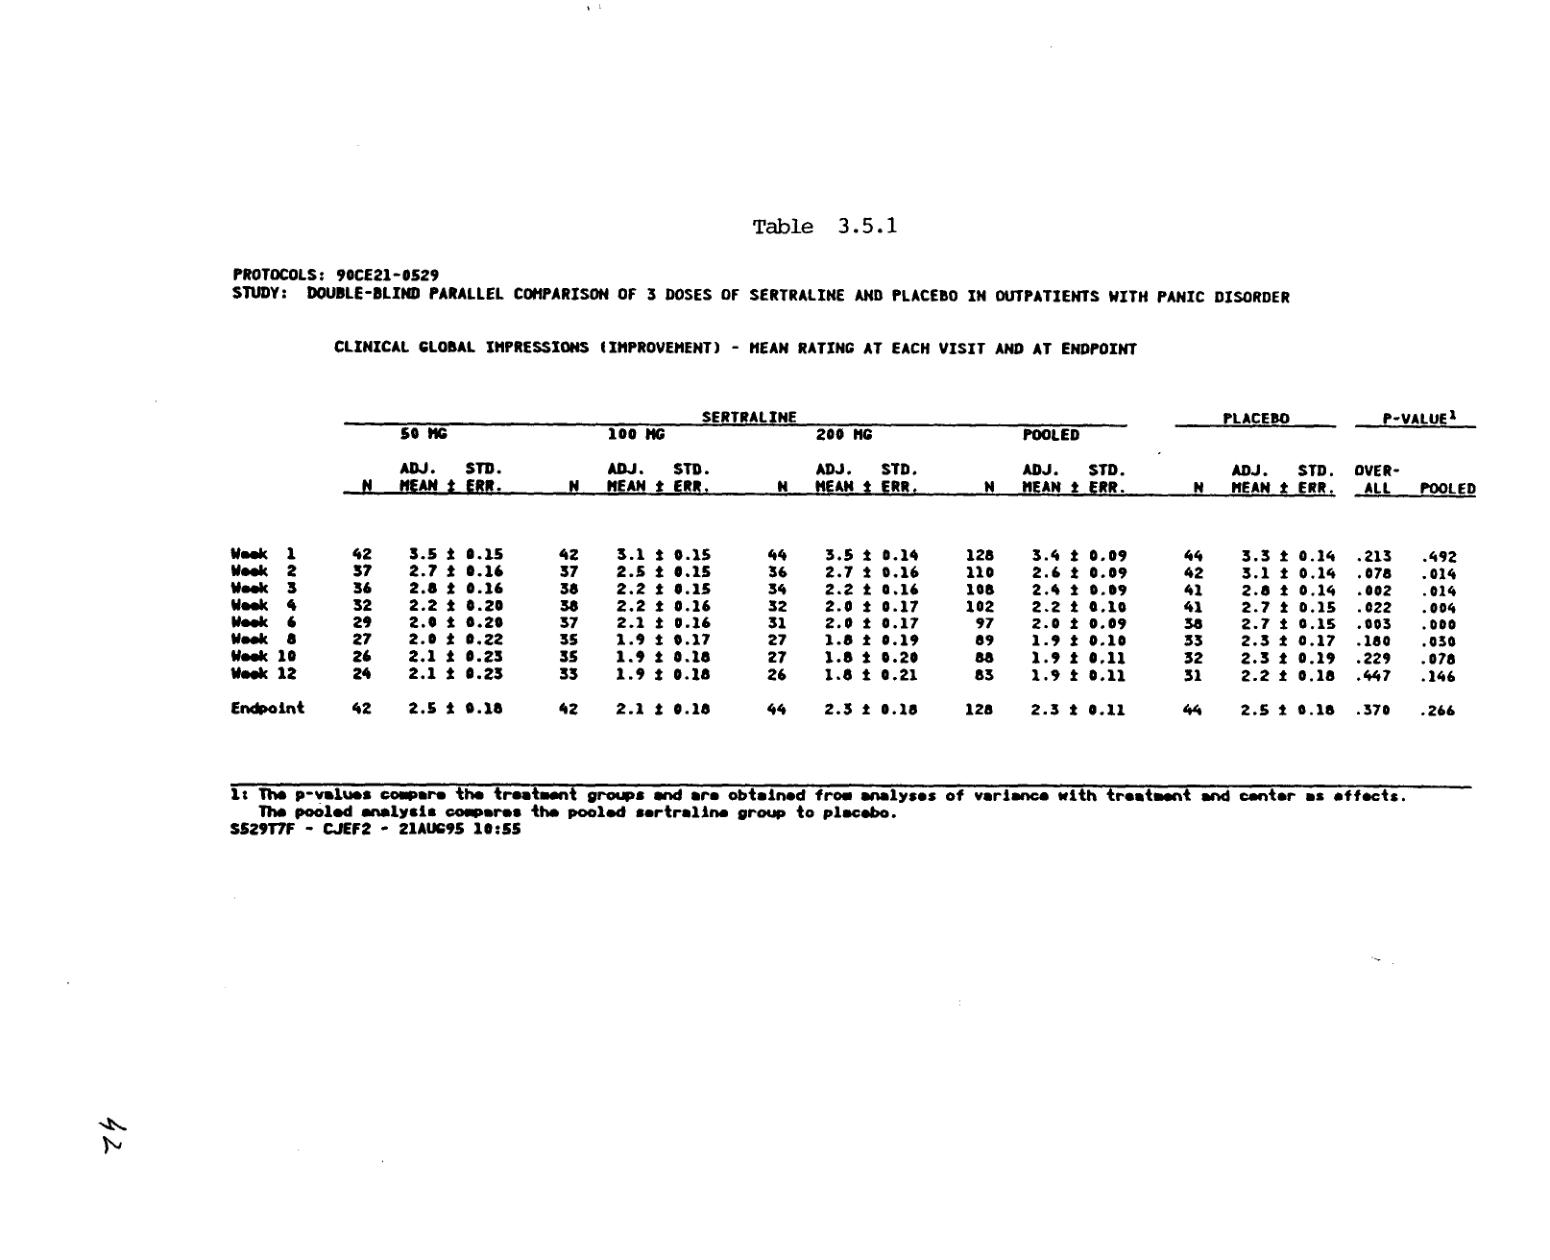 Table 3.5.1
PROTOCOLS: 90CE21-0529
STUDY: DOUBLE-BLIND PARALLEL COMPARISON OF 3 DOSES OF SERTRALINE AND PLACEBO IN OUTPATIENTS WITH PANIC DISORDER
CLINICAL GLOBAL IMPRESSIONS (IMPROVEMENT) - MEAN RATING AT EACH VISIT AND AT ENDPOINT
SERTRALINE PLACEBO P-VALUE1
50 MG 100 MG 200 MG POOLED
ADJ. STD. ADJ. STD. ADJ. STD. ADJ. STD. ADJ. STD. OVER-
N MEAN ± ERR. N MEAN ± ERR. N MEAN ± ERR. N MEAN ± ERR. N MEAN ± ERR. ALL POOLED
Week 1 42 3.5 ± 0.15 42 3.1 ± 0.15 44 3.5 ± 0.14 128 3.4 ± 0.09 44 3.3 ± 0.14 .213 .492
Week 2 37 2.7 ± 0.16 37 2.5 ± 0.15 36 2.7 ± 0.16 110 2.6 ± 0.09 42 3.1 ± 0.14 .078 .014
Week 3 36 2.8 ± 0.16 38 2.2 ± 0.15 34 2.2 ± 0.16 108 2.4 ± 0.09 41 2.8 ± 0.14 .002 .014
Week 4 32 2.2 ± 0.20 38 2.2 ± 0.16 32 2.0 ± 0.17 102 2.2 ± 0.10 41 2.7 ± 0.15 .022 .004
Week 6 29 2.0 ± 0.20 37 2.1 ± 0.16 31 2.0 ± 0.17 97 2.0 ± 0.09 38 2.7 ± 0.15 .003 .000
Week 8 27 2.0 ± 0.22 35 1.9 ± 0.17 27 1.8 ± 0.19 89 1.9 ± 0.10 33 2.3 ± 0.17 .180 .030
Week 10 26 2.1 ± 0.23 35 1.9 ± 0.18 27 1.8 ± 0.20 88 1.9 ± 0.11 32 2.3 ± 0.19 .229 .078
Week 12 24 2.1 ± 0.23 33 1.9 ± 0.18 26 1.8 ± 0.21 83 1.9 ± 0.11 31 2.2 ± 0.18 .447 .146
Endpoint 42 2.5 ± 0.18 42 2.1 ± 0.18 44 2.3 ± 0.18 128 2.3 ± 0.11 44 2.5 ± 0.18 .370 .266
1: The p-values compare the treatment groups and are obtained from analyses of variance with treatment and center as effects.
The pooled analysis compares the pooled sertraline group to placebo.
S529T7F - CJEF2 - 21AUG95 10:55
42